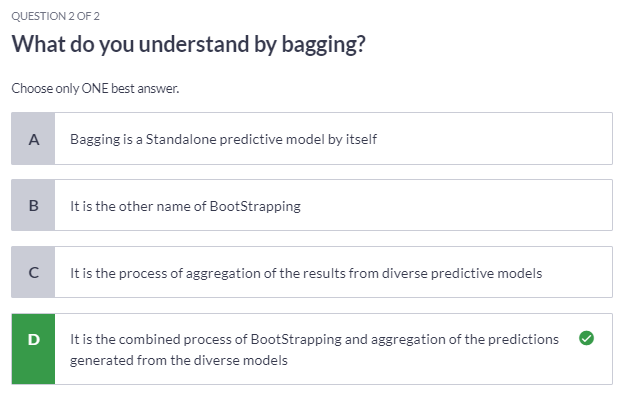 QUESTION 2 OF 2
What do you understand by bagging?
Choose only ONE best answer.
A Bagging is a Standalone predictive model by itself
B It is the other name of BootStrapping
C It is the process of aggregation of the results from diverse predictive models
D It is the combined process of BootStrapping and aggregation of the predictions
generated from the diverse models